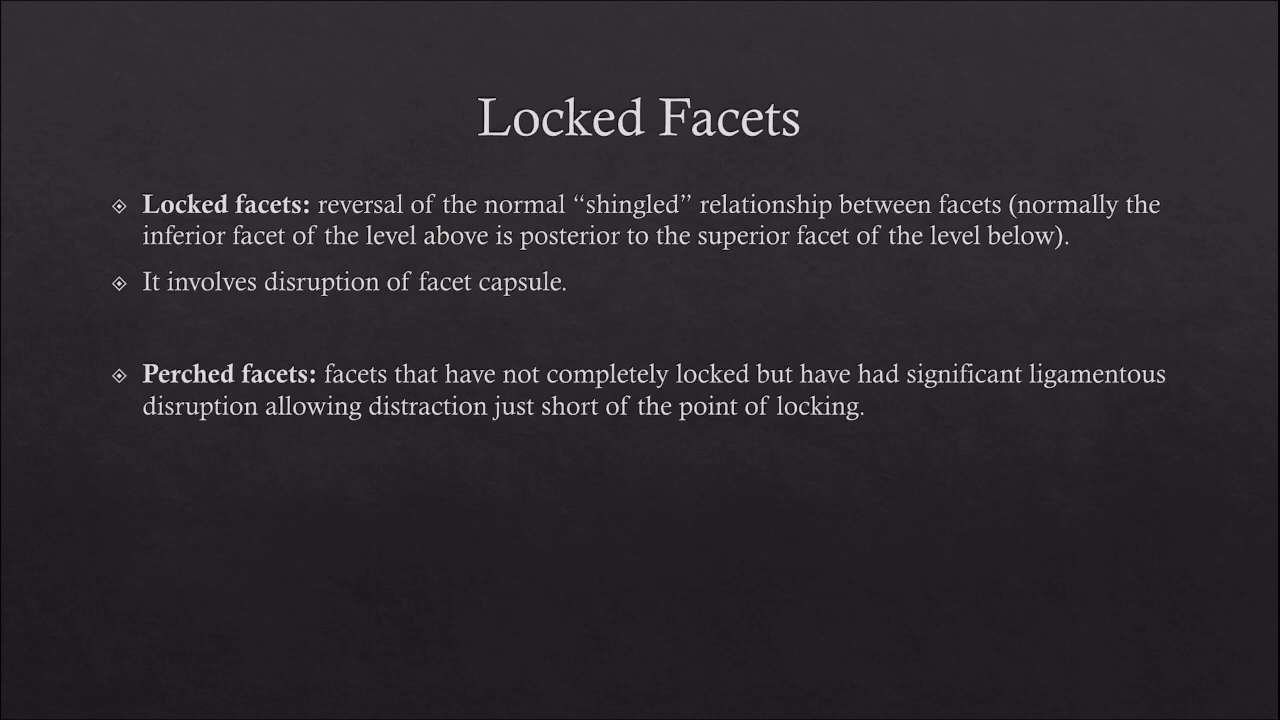 Locked Facets
Locked facets: reversal of the normal “shingled” relationship between facets (normally the
inferior facet of the level above is posterior to the superior facet of the level below).
It involves disruption of facet capsule.
Perched facets: facets that have not completely locked but have had significant ligamentous
disruption allowing distraction just short of the point of locking.